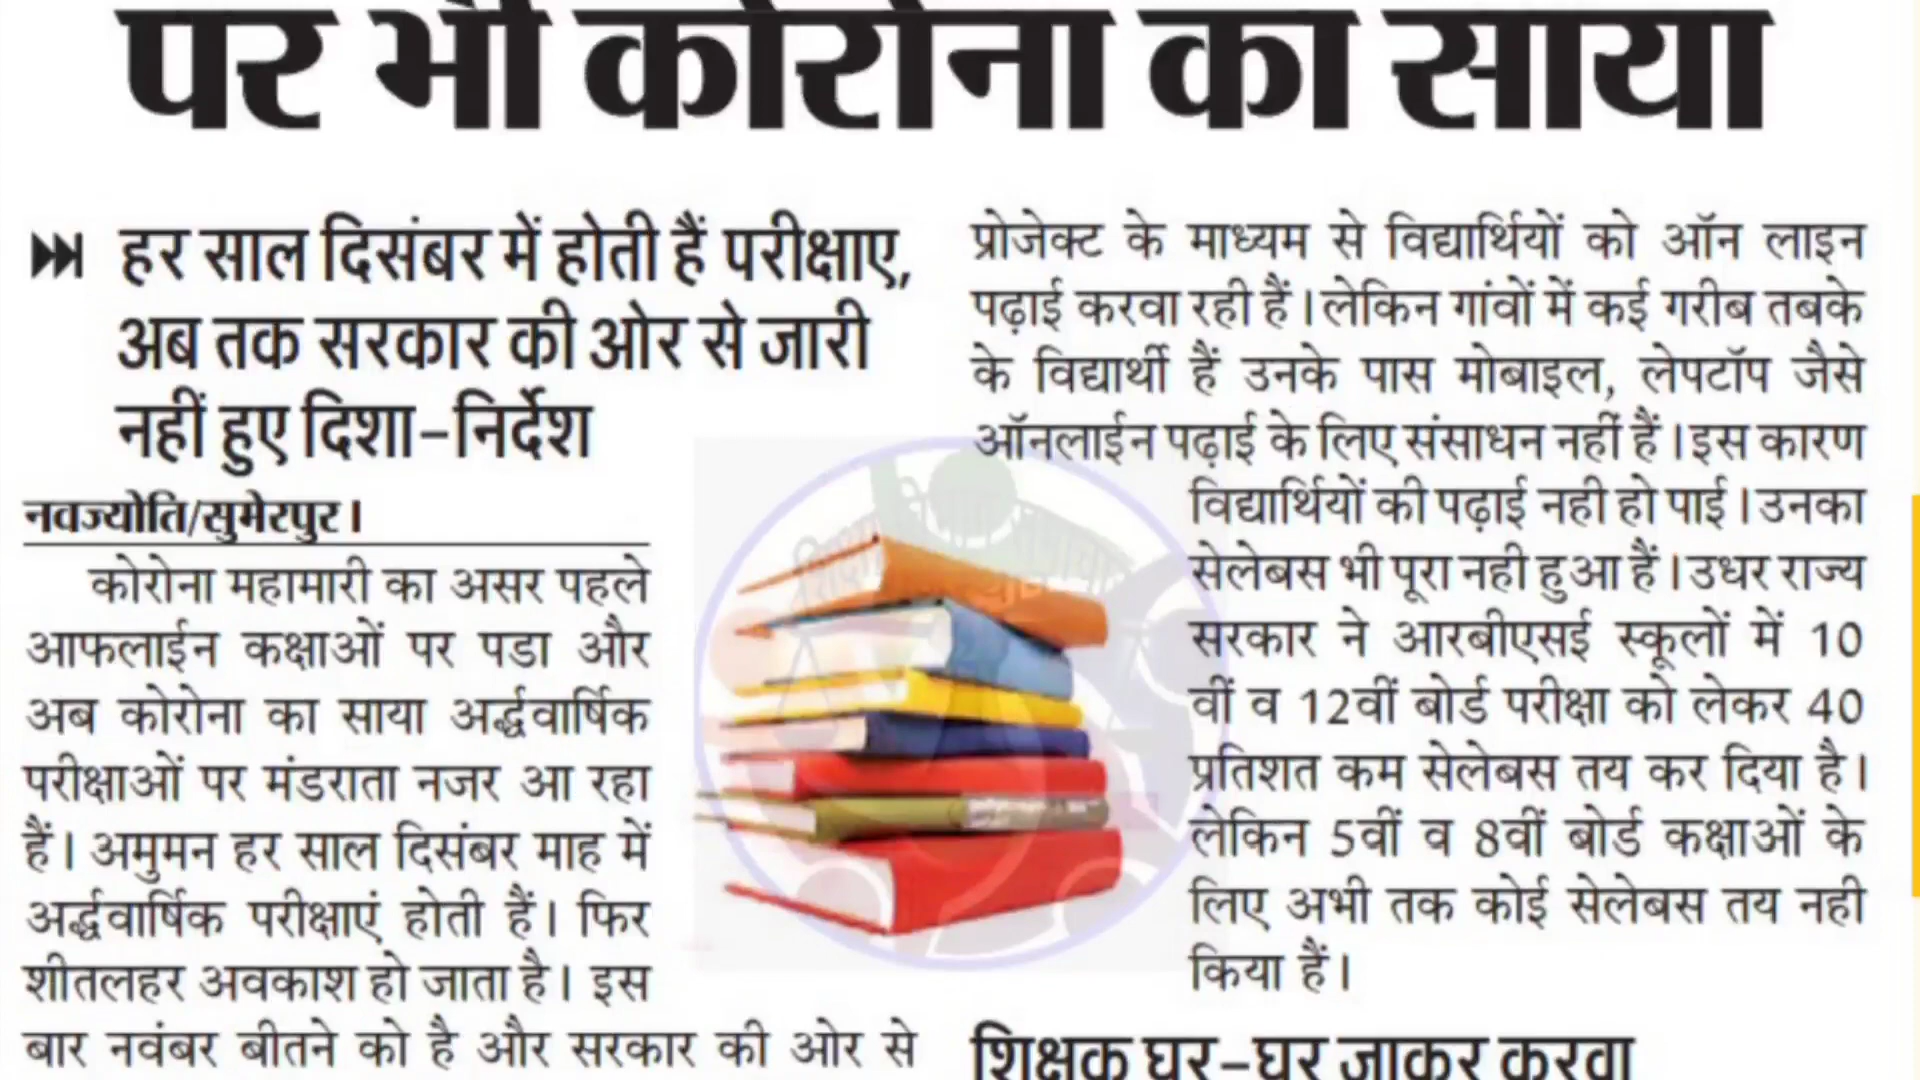 पर भी कोरोना का साया
हर साल दिसंबर में होती हैं परीक्षाए,
अब तक सरकार की ओर से जारी
नहीं हुए दिशा-निर्देश
नवज्योति/सुमेरपुर।
कोरोना महामारी का असर पहले
आफलाईन कक्षाओं पर पडा और
अब कोरोना का साया अर्द्धवार्षिक
परीक्षाओं पर मंडराता नजर आ रहा
हैं। अमुमन हर साल दिसंबर माह में
अर्द्धवार्षिक परीक्षाएं होती हैं। फिर
शीतलहर अवकाश हो जाता है। इस
बार नवंबर बीतने को है और सरकार की ओर से
प्रोजेक्ट के माध्यम से विद्यार्थियों को ऑन लाइन
पढ़ाई करवा रही हैं। लेकिन गांवों में कई गरीब तबके
के विद्यार्थी हैं उनके पास मोबाइल, लेपटॉप जैसे
ऑनलाईन पढ़ाई के लिए संसाधन नहीं हैं। इस कारण
विद्यार्थियों की पढ़ाई नही हो पाई। उनका
सेलेबस भी पूरा नही हुआ हैं। उधर राज्य
सरकार ने आरबीएसई स्कूलों में 10
वीं व 12वीं बोर्ड परीक्षा को लेकर 40
प्रतिशत कम सेलेबस तय कर दिया है।
लेकिन 5वीं व 8वीं बोर्ड कक्षाओं के
लिए अभी तक कोई सेलेबस तय नही
किया हैं।
शिक्षक घर-घर जाकर करवा